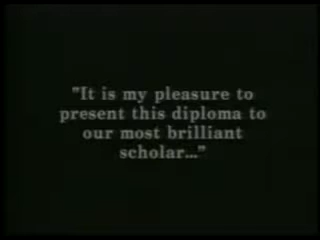 "It is my pleasure to
present this diploma to
our most brilliant
scholar..."